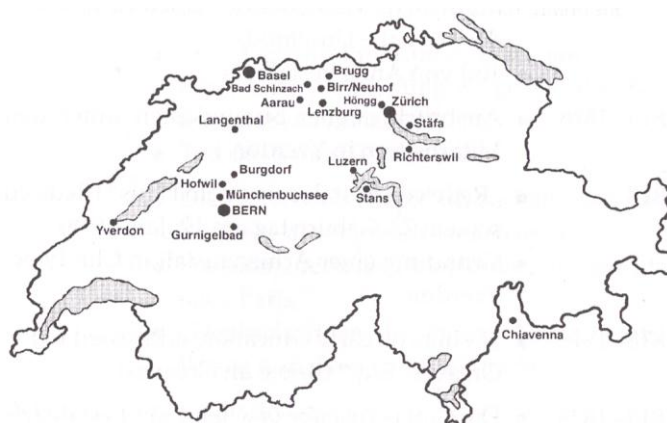 Basel
Brugg
Bad Schinzach
Birr/Neuhof
Aarau
Lenzburg
Höngg
Zürich
Langenthal
Stäfa
Richterswil
Luzern
Burgdorf
Hofwil
Stans
Münchenbuchsee
BERN
Yverdon
Gurnigelbad
Chiavenna